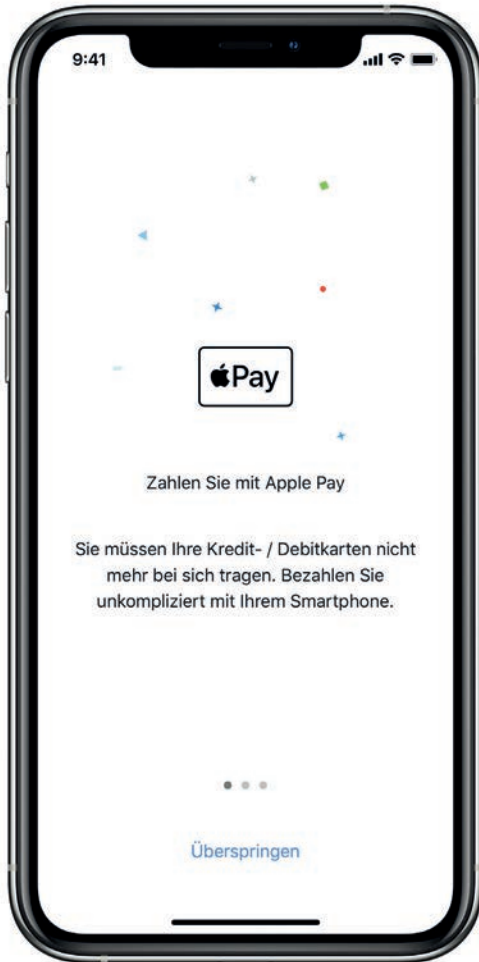 9:41
Pay
Zahlen Sie mit Apple Pay
Sie müssen Ihre Kredit- / Debitkarten nicht
mehr bei sich tragen. Bezahlen Sie
unkompliziert mit Ihrem Smartphone.
Überspringen